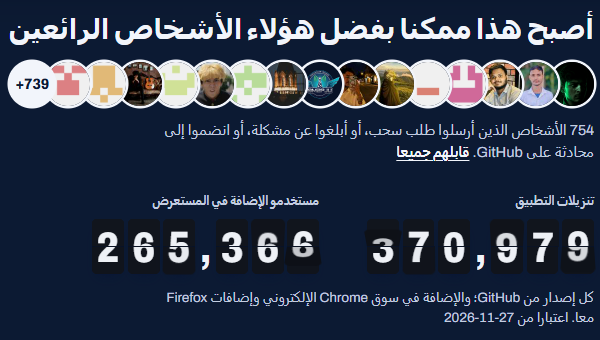 أصبح هذا ممكنا بفضل هؤلاء الأشخاص الرائعين
+739
754 الأشخاص الذين أرسلوا طلب سحب، أو أبلغوا عن مشكلة، أو انضموا إلى
محادثة على GitHub. قابلهم جميعا
تنزيلات التطبيق
370,979
مستخدمو الإضافة في المستعرض
265,366
كل إصدار من GitHub؛ والإضافة في سوق Chrome الإلكتروني وإضافات Firefox
معا. اعتبارا من 27-11-2026